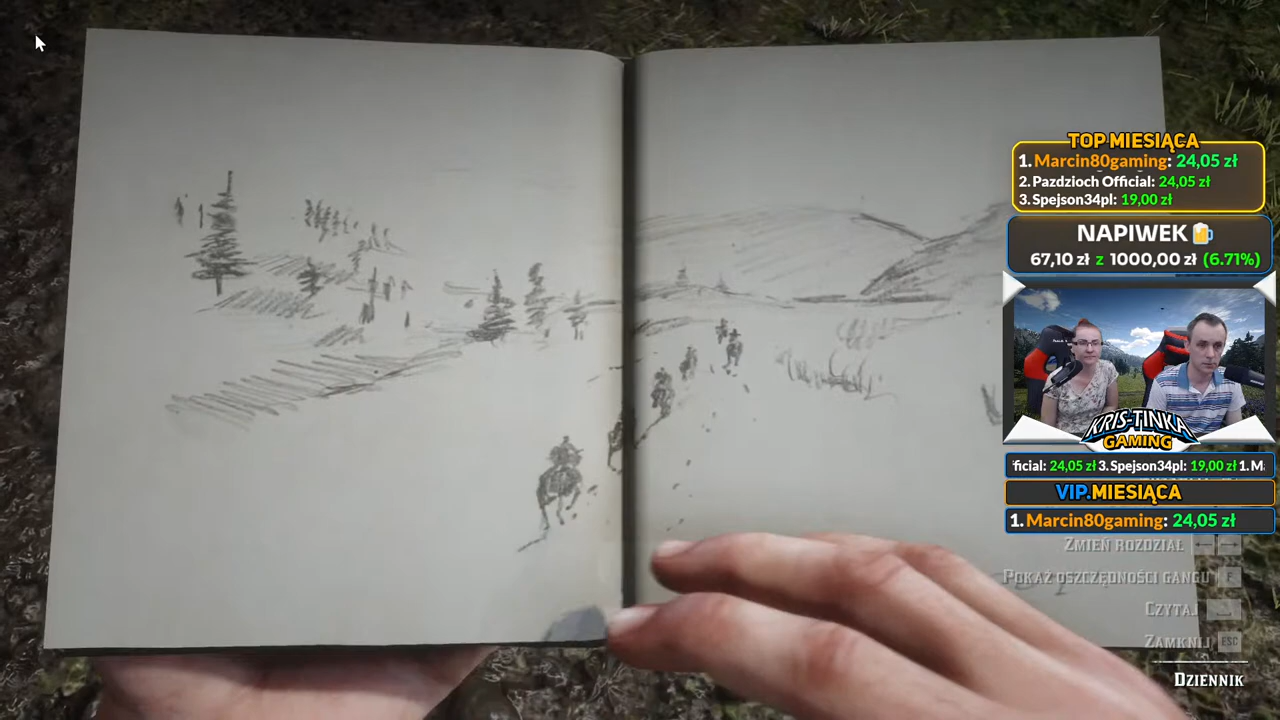 TOP MIESIĄCA
1. Marcin80gaming: 24,05 zł
2. Pazdzioch Official: 24,05 zł
3. Spejson34pl: 19,00 zł
NAPIWEK
67,10 zł z 1000,00 zł (6.71%)
KRIS-TINKA
GAMING
ficial: 24,05 zł 3. Spejson34pl: 19,00 zł 1. M
VIP.MIESIĄCA
1. Marcin80gaming: 24,05 zł
ZMIEŃ ROZDZIAŁ
POKAŻ OSZCZĘDNOŚCI GANGU F
CZYTAJ
ZAMKNIJ ESC
DZIENNIK